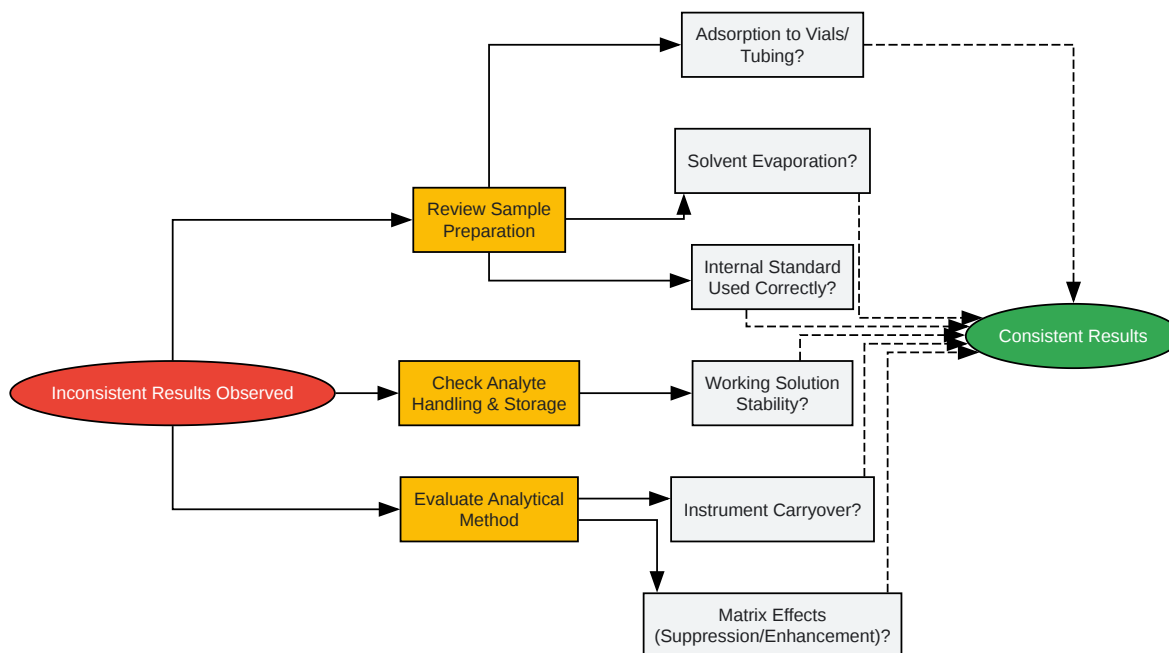 Adsorption to Vials/
Tubing?
Solvent Evaporation?
Review Sample
Preparation
Internal Standard
Used Correctly?
Consistent Results
Inconsistent Results Observed
Check Analyte
Handling & Storage
Working Solution
Stability?
Evaluate Analytical
Method
Instrument Carryover?
Matrix Effects
(Suppression/Enhancement)?